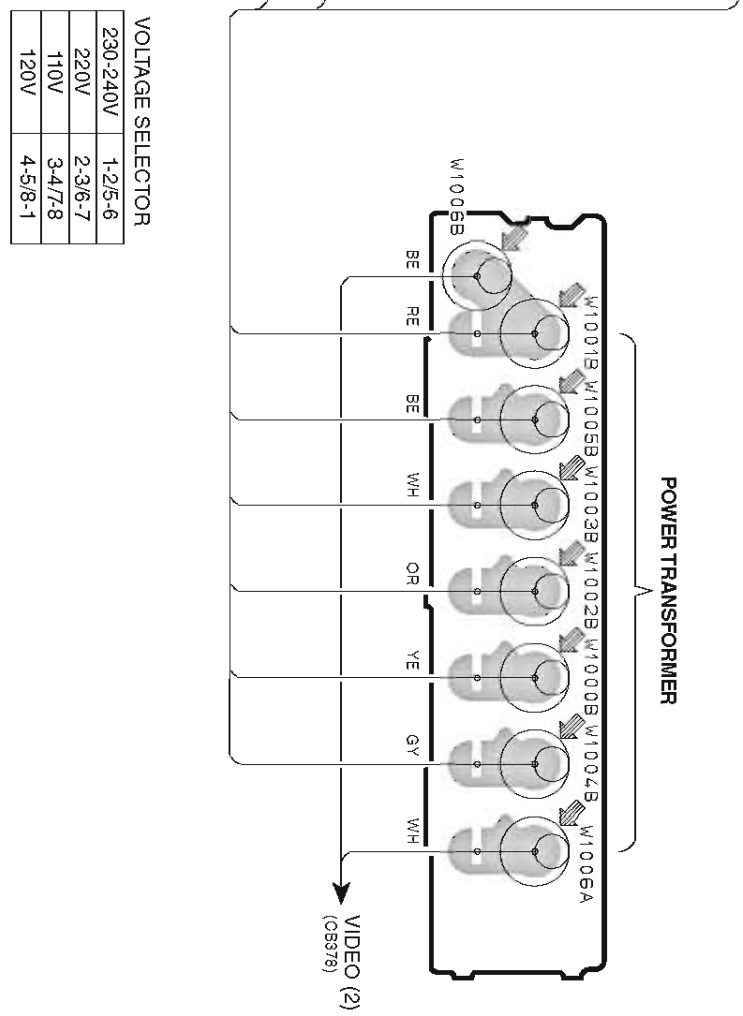 VOLTAGE SELECTOR
230-240V 1-2/5-6
220V 2-3/6-7
110V 3-4/7-8
120V 4-5/8-1
POWER TRANSFORMER
W1006B
W1001B
W1005B
W1003B
W1002B
W1000B
W1004B
W1006A
BE
RE
BE
WH
OR
YE
GY
WH
VIDEO (2)
(CB378)